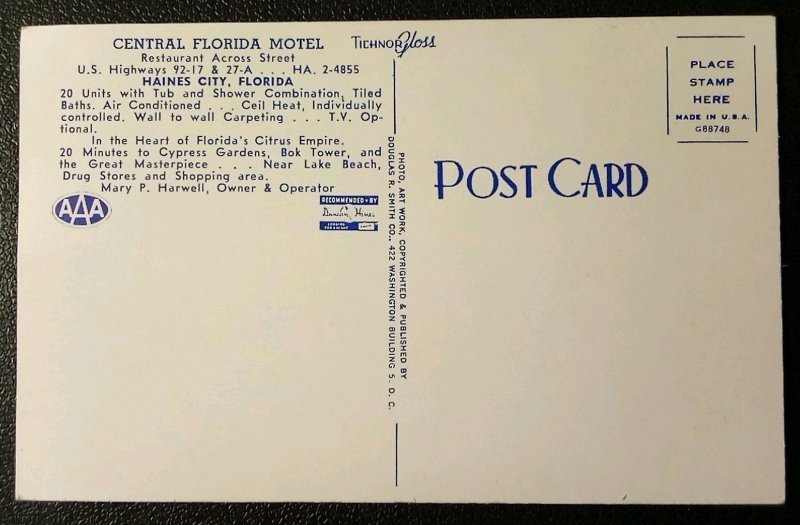 CENTRAL FLORIDA MOTEL
Restaurant Across Street
U.S. Highways 92-17 & 27-A . . . HA. 2-4855
HAINES CITY, FLORIDA
20 Units with Tub and Shower Combination, Tiled
Baths. Air Conditioned . . . Ceil Heat, Individually
controlled. Wall to wall Carpeting . . . T.V. Op-
tional.
In the Heart of Florida's Citrus Empire.
20 Minutes to Cypress Gardens, Bok Tower, and
the Great Masterpiece . . . Near Lake Beach,
Drug Stores and Shopping area.
Mary P. Harwell, Owner & Operator
AAA
RECOMMENDED BY
Duncan Hines
TICHNOR Gloss
PHOTO, ART WORK, COPYRIGHTED & PUBLISHED BY
DOUGLAS R. SMITH CO., 422 WASHINGTON BUILDING 5, D. C.
POST CARD
PLACE
STAMP
HERE
MADE IN U.S.A.
G88748